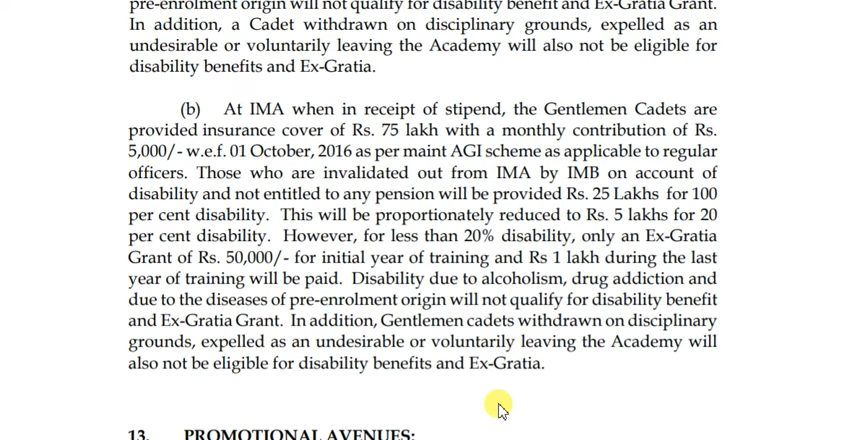 pre-enrolment origin will not qualify for disability benefit and Ex-Gratia Grant.
In addition, a Cadet withdrawn on disciplinary grounds, expelled as an
undesirable or voluntarily leaving the Academy will also not be eligible for
disability benefits and Ex-Gratia.
(b) At IMA when in receipt of stipend, the Gentlemen Cadets are
provided insurance cover of Rs. 75 lakh with a monthly contribution of Rs.
5,000/- w.e.f. 01 October, 2016 as per maint AGI scheme as applicable to regular
officers. Those who are invalidated out from IMA by IMB on account of
disability and not entitled to any pension will be provided Rs. 25 Lakhs for 100
per cent disability. This will be proportionately reduced to Rs. 5 lakhs for 20
per cent disability. However, for less than 20% disability, only an Ex-Gratia
Grant of Rs. 50,000/- for initial year of training and Rs 1 lakh during the last
year of training will be paid. Disability due to alcoholism, drug addiction and
due to the diseases of pre-enrolment origin will not qualify for disability benefit
and Ex-Gratia Grant. In addition, Gentlemen cadets withdrawn on disciplinary
grounds, expelled as an undesirable or voluntarily leaving the Academy will
also not be eligible for disability benefits and Ex-Gratia.
13. PROMOTIONAL AVENUES: